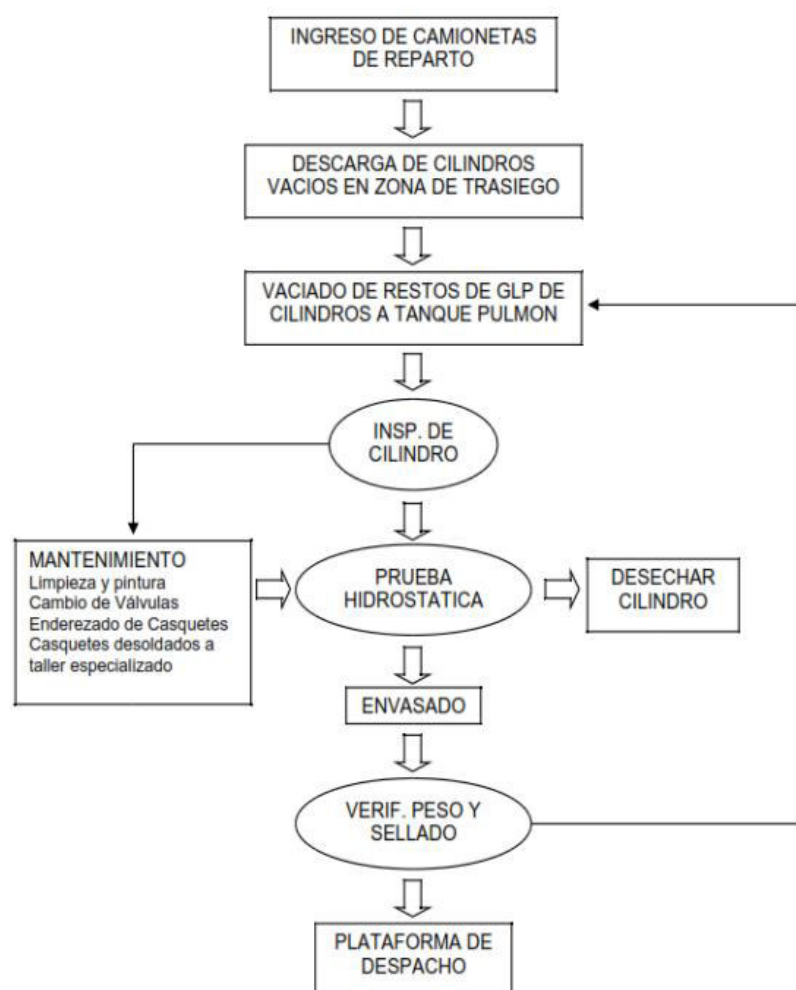 INGRESO DE CAMIONETAS
DE REPARTO
DESCARGA DE CILINDROS
VACIOS EN ZONA DE TRASIEGO
VACIADO DE RESTOS DE GLP DE
CILINDROS A TANQUE PULMON
INSP. DE
CILINDRO
MANTENIMIENTO
Limpieza y pintura
Cambio de Válvulas
Enderezado de Casquetes
Casquetes desoldados a
taller especializado
PRUEBA
HIDROSTATICA
DESECHAR
CILINDRO
ENVASADO
VERIF. PESO Y
SELLADO
PLATAFORMA DE
DESPACHO